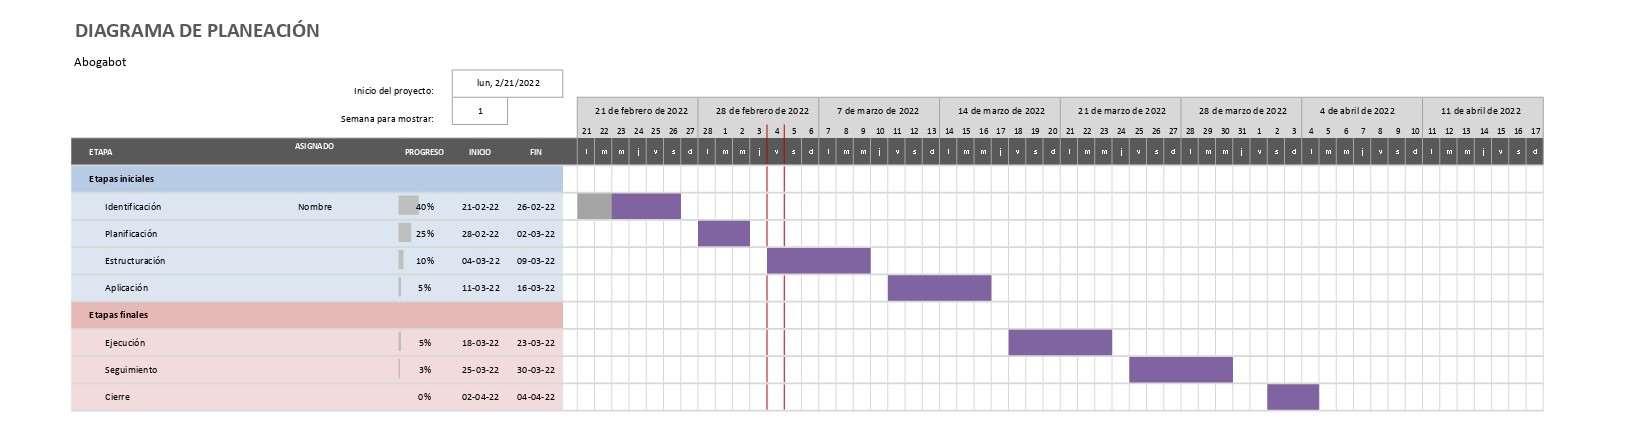 DIAGRAMA DE PLANEACIÓN
Abogabot
Inicio del proyecto: lun, 2/21/2022
Semana para mostrar: 1
21 de febrero de 2022 28 de febrero de 2022 7 de marzo de 2022 14 de marzo de 2022 21 de marzo de 2022 28 de marzo de 2022 4 de abril de 2022 11 de abril de 2022
21 22 23 24 25 26 27 28 1 2 3 4 5 6 7 8 9 10 11 12 13 14 15 16 17 18 19 20 21 22 23 24 25 26 27 28 29 30 31 1 2 3 4 5 6 7 8 9 10 11 12 13 14 15 16 17
ETAPA ASIGNADO PROGRESO INICIO FIN l m m j v s d l m m j v s d l m m j v s d l m m j v s d l m m j v s d l m m j v s d l m m j v s d l m m j v s d
Etapas iniciales
Identificación Nombre 40% 21-02-22 26-02-22
Planificación 25% 28-02-22 02-03-22
Estructuración 10% 04-03-22 09-03-22
Aplicación 5% 11-03-22 16-03-22
Etapas finales
Ejecución 5% 18-03-22 23-03-22
Seguimiento 3% 25-03-22 30-03-22
Cierre 0% 02-04-22 04-04-22